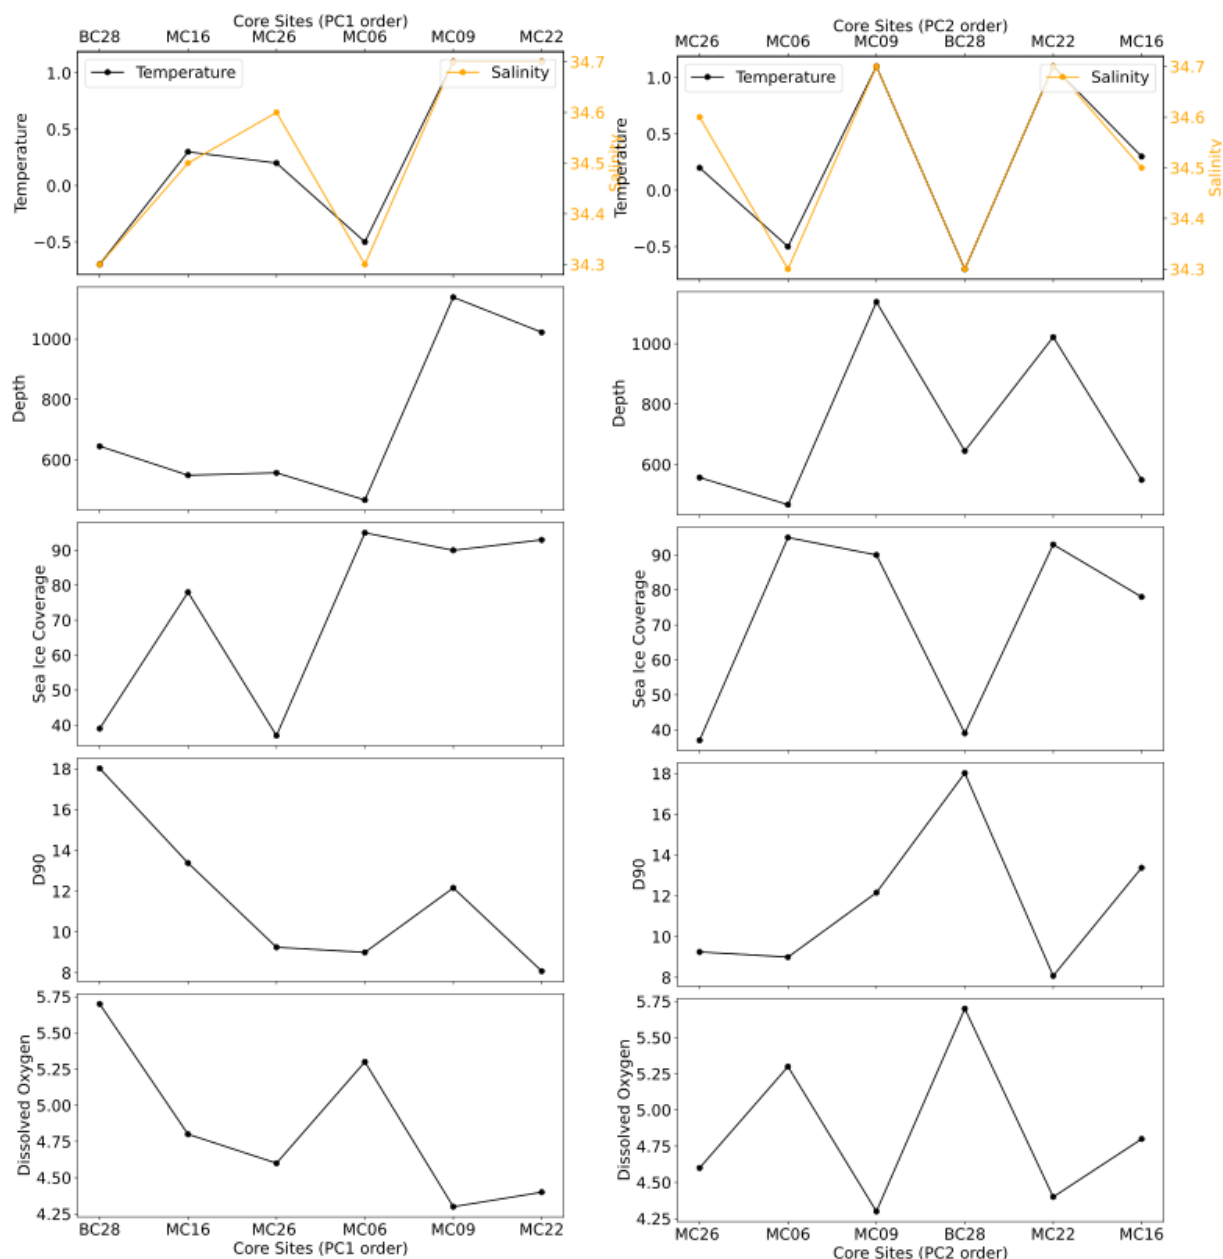 Core Sites (PC1 order)
BC28 MC16 MC26 MC06 MC09 MC22
Temperature
Salinity
1.0
0.5
0.0
−0.5
Temperature
34.7
34.6
34.5
34.4
34.3
Salinity
1000
800
600
Depth
90
80
70
60
50
40
Sea Ice Coverage
18
16
14
12
10
8
D90
5.75
5.50
5.25
5.00
4.75
4.50
4.25
Dissolved Oxygen
BC28 MC16 MC26 MC06 MC09 MC22
Core Sites (PC1 order)
Core Sites (PC2 order)
MC26 MC06 MC09 BC28 MC22 MC16
Temperature
Salinity
1.0
0.5
0.0
−0.5
Temperature
34.7
34.6
34.5
34.4
34.3
Salinity
1000
800
600
Depth
90
80
70
60
50
40
Sea Ice Coverage
18
16
14
12
10
8
D90
5.75
5.50
5.25
5.00
4.75
4.50
4.25
Dissolved Oxygen
MC26 MC06 MC09 BC28 MC22 MC16
Core Sites (PC2 order)